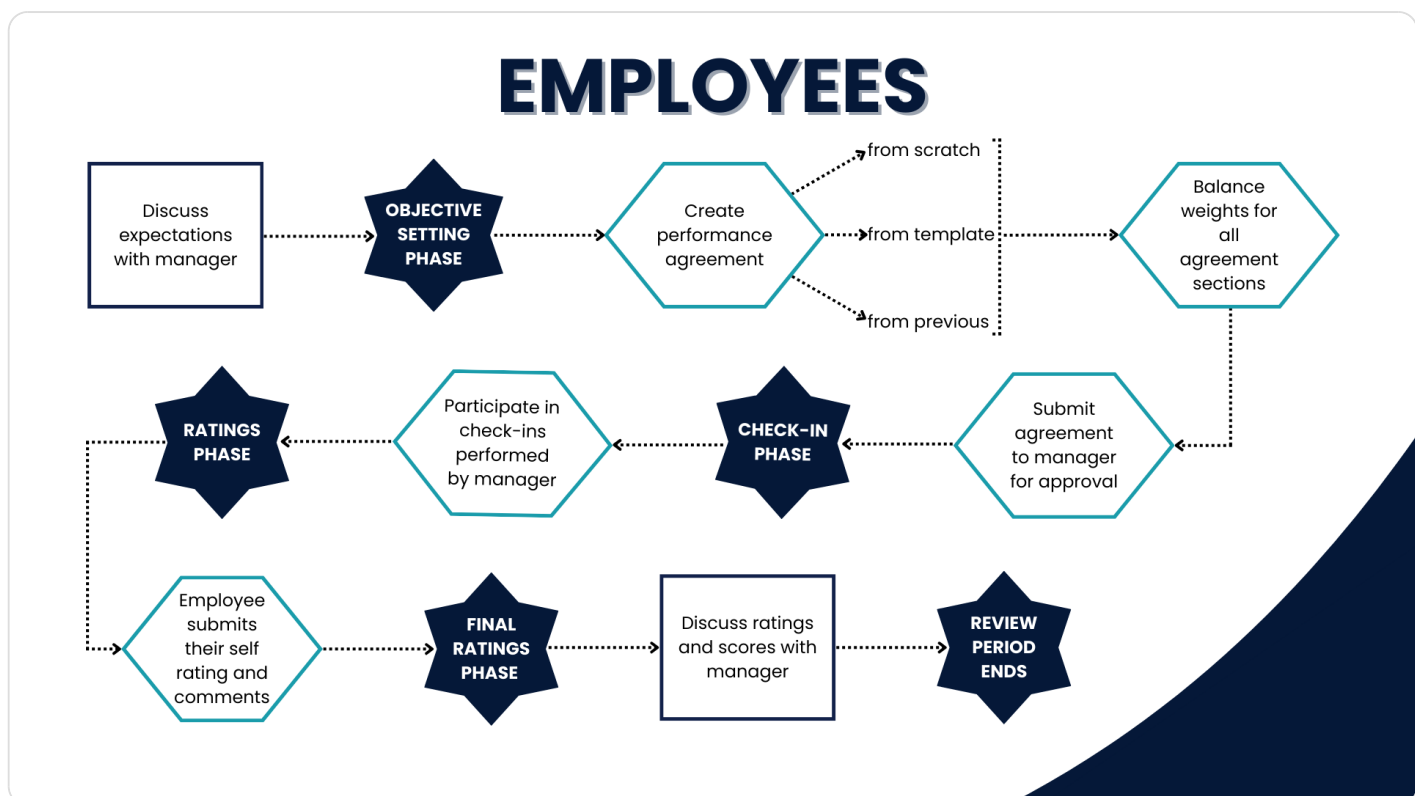 EMPLOYEES
Discuss
expectations
with manager
OBJECTIVE
SETTING
PHASE
Create
performance
agreement
from scratch
from template
from previous
Balance
weights for
all
agreement
sections
Submit
agreement
to manager
for approval
CHECK-IN
PHASE
Participate in
check-ins
performed
by manager
RATINGS
PHASE
Employee
submits
their self
rating and
comments
FINAL
RATINGS
PHASE
Discuss ratings
and scores with
manager
REVIEW
PERIOD
ENDS